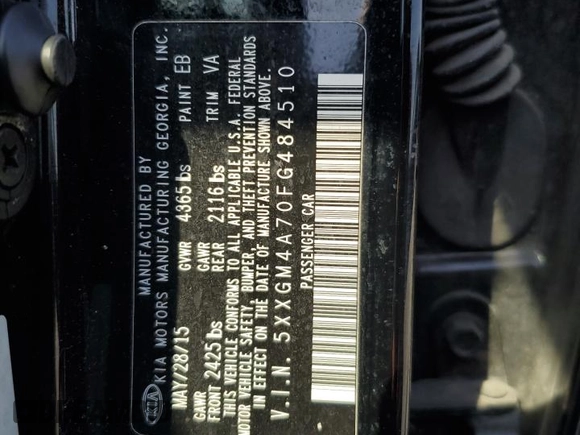 KIA
MANUFACTURED BY
KIA MOTORS MANUFACTURING GEORGIA, INC.
MAY/28/15 GVWR 4365 lbs PAINT EB
GAWR GAWR
FRONT 2425 lbs REAR 2116 lbs TRIM VA
THIS VEHICLE CONFORMS TO ALL APPLICABLE U.S.A. FEDERAL
MOTOR VEHICLE SAFETY, BUMPER, AND THEFT PREVENTION STANDARDS
IN EFFECT ON THE DATE OF MANUFACTURE SHOWN ABOVE.
V.I.N. 5XXGM4A70FG484510
PASSENGER CAR